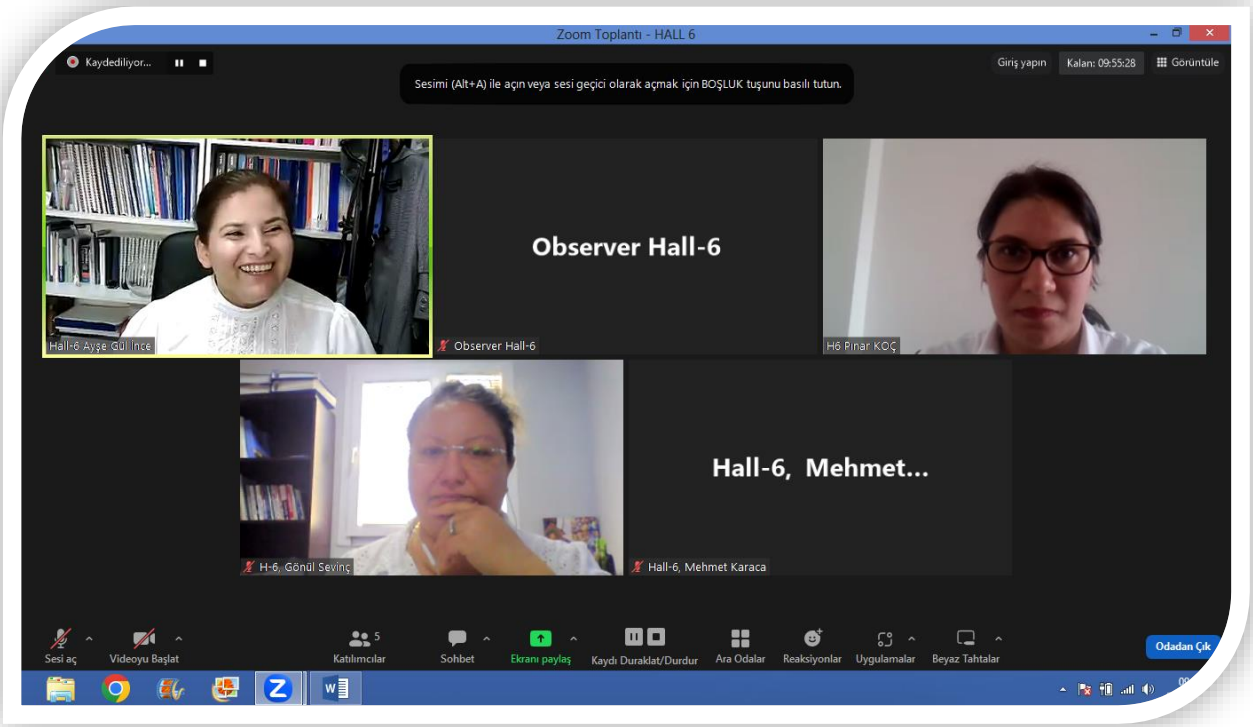 Zoom Toplantı - HALL 6
Kaydediliyor...
Giriş yapın
Kalan: 09:55:28
Görüntüle
Sesimi (Alt+A) ile açın veya sesi geçici olarak açmak için BOŞLUK tuşunu basılı tutun.
Observer Hall-6
Hall-6 Ayşe Gül İnce
Observer Hall-6
H6 Pınar KOÇ
Hall-6, Mehmet...
H-6, Gönül Sevinç
Hall-6, Mehmet Karaca
5
Sesi aç
Videoyu Başlat
Katılımcılar
Sohbet
Ekranı paylaş
Kaydı Duraklat/Durdur
Ara Odalar
Reaksiyonlar
Uygulamalar
Beyaz Tahtalar
Odadan Çık